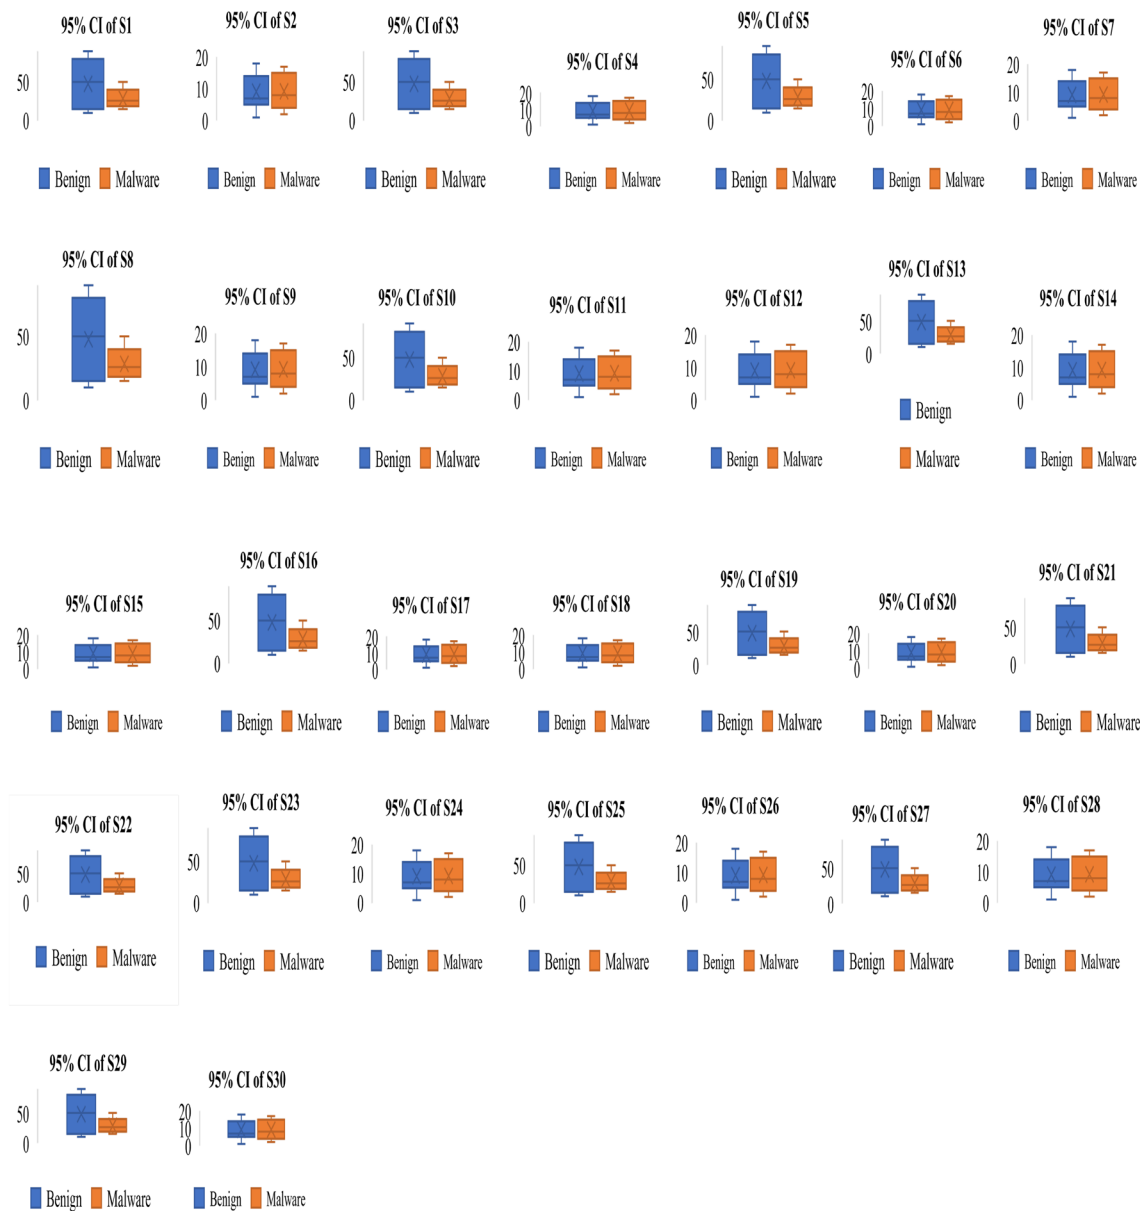 95% CI of S1
50
0
Benign Malware
95% CI of S2
20
10
0
Benign Malware
95% CI of S3
50
0
Benign Malware
95% CI of S4
20
10
0
Benign Malware
95% CI of S5
50
0
Benign Malware
95% CI of S6
20
10
0
Benign Malware
95% CI of S7
20
10
0
Benign Malware
95% CI of S8
50
0
Benign Malware
95% CI of S9
20
10
0
Benign Malware
95% CI of S10
50
0
Benign Malware
95% CI of S11
20
10
0
Benign Malware
95% CI of S12
20
10
0
Benign Malware
95% CI of S13
50
0
Benign
Malware
95% CI of S14
20
10
0
Benign Malware
95% CI of S15
20
10
0
Benign Malware
95% CI of S16
50
0
Benign Malware
95% CI of S17
20
10
0
Benign Malware
95% CI of S18
20
10
0
Benign Malware
95% CI of S19
50
0
Benign Malware
95% CI of S20
20
10
0
Benign Malware
95% CI of S21
50
0
Benign Malware
95% CI of S22
50
0
Benign Malware
95% CI of S23
50
0
Benign Malware
95% CI of S24
20
10
0
Benign Malware
95% CI of S25
50
0
Benign Malware
95% CI of S26
20
10
0
Benign Malware
95% CI of S27
50
0
Benign Malware
95% CI of S28
20
10
0
Benign Malware
95% CI of S29
50
0
Benign Malware
95% CI of S30
20
10
0
Benign Malware